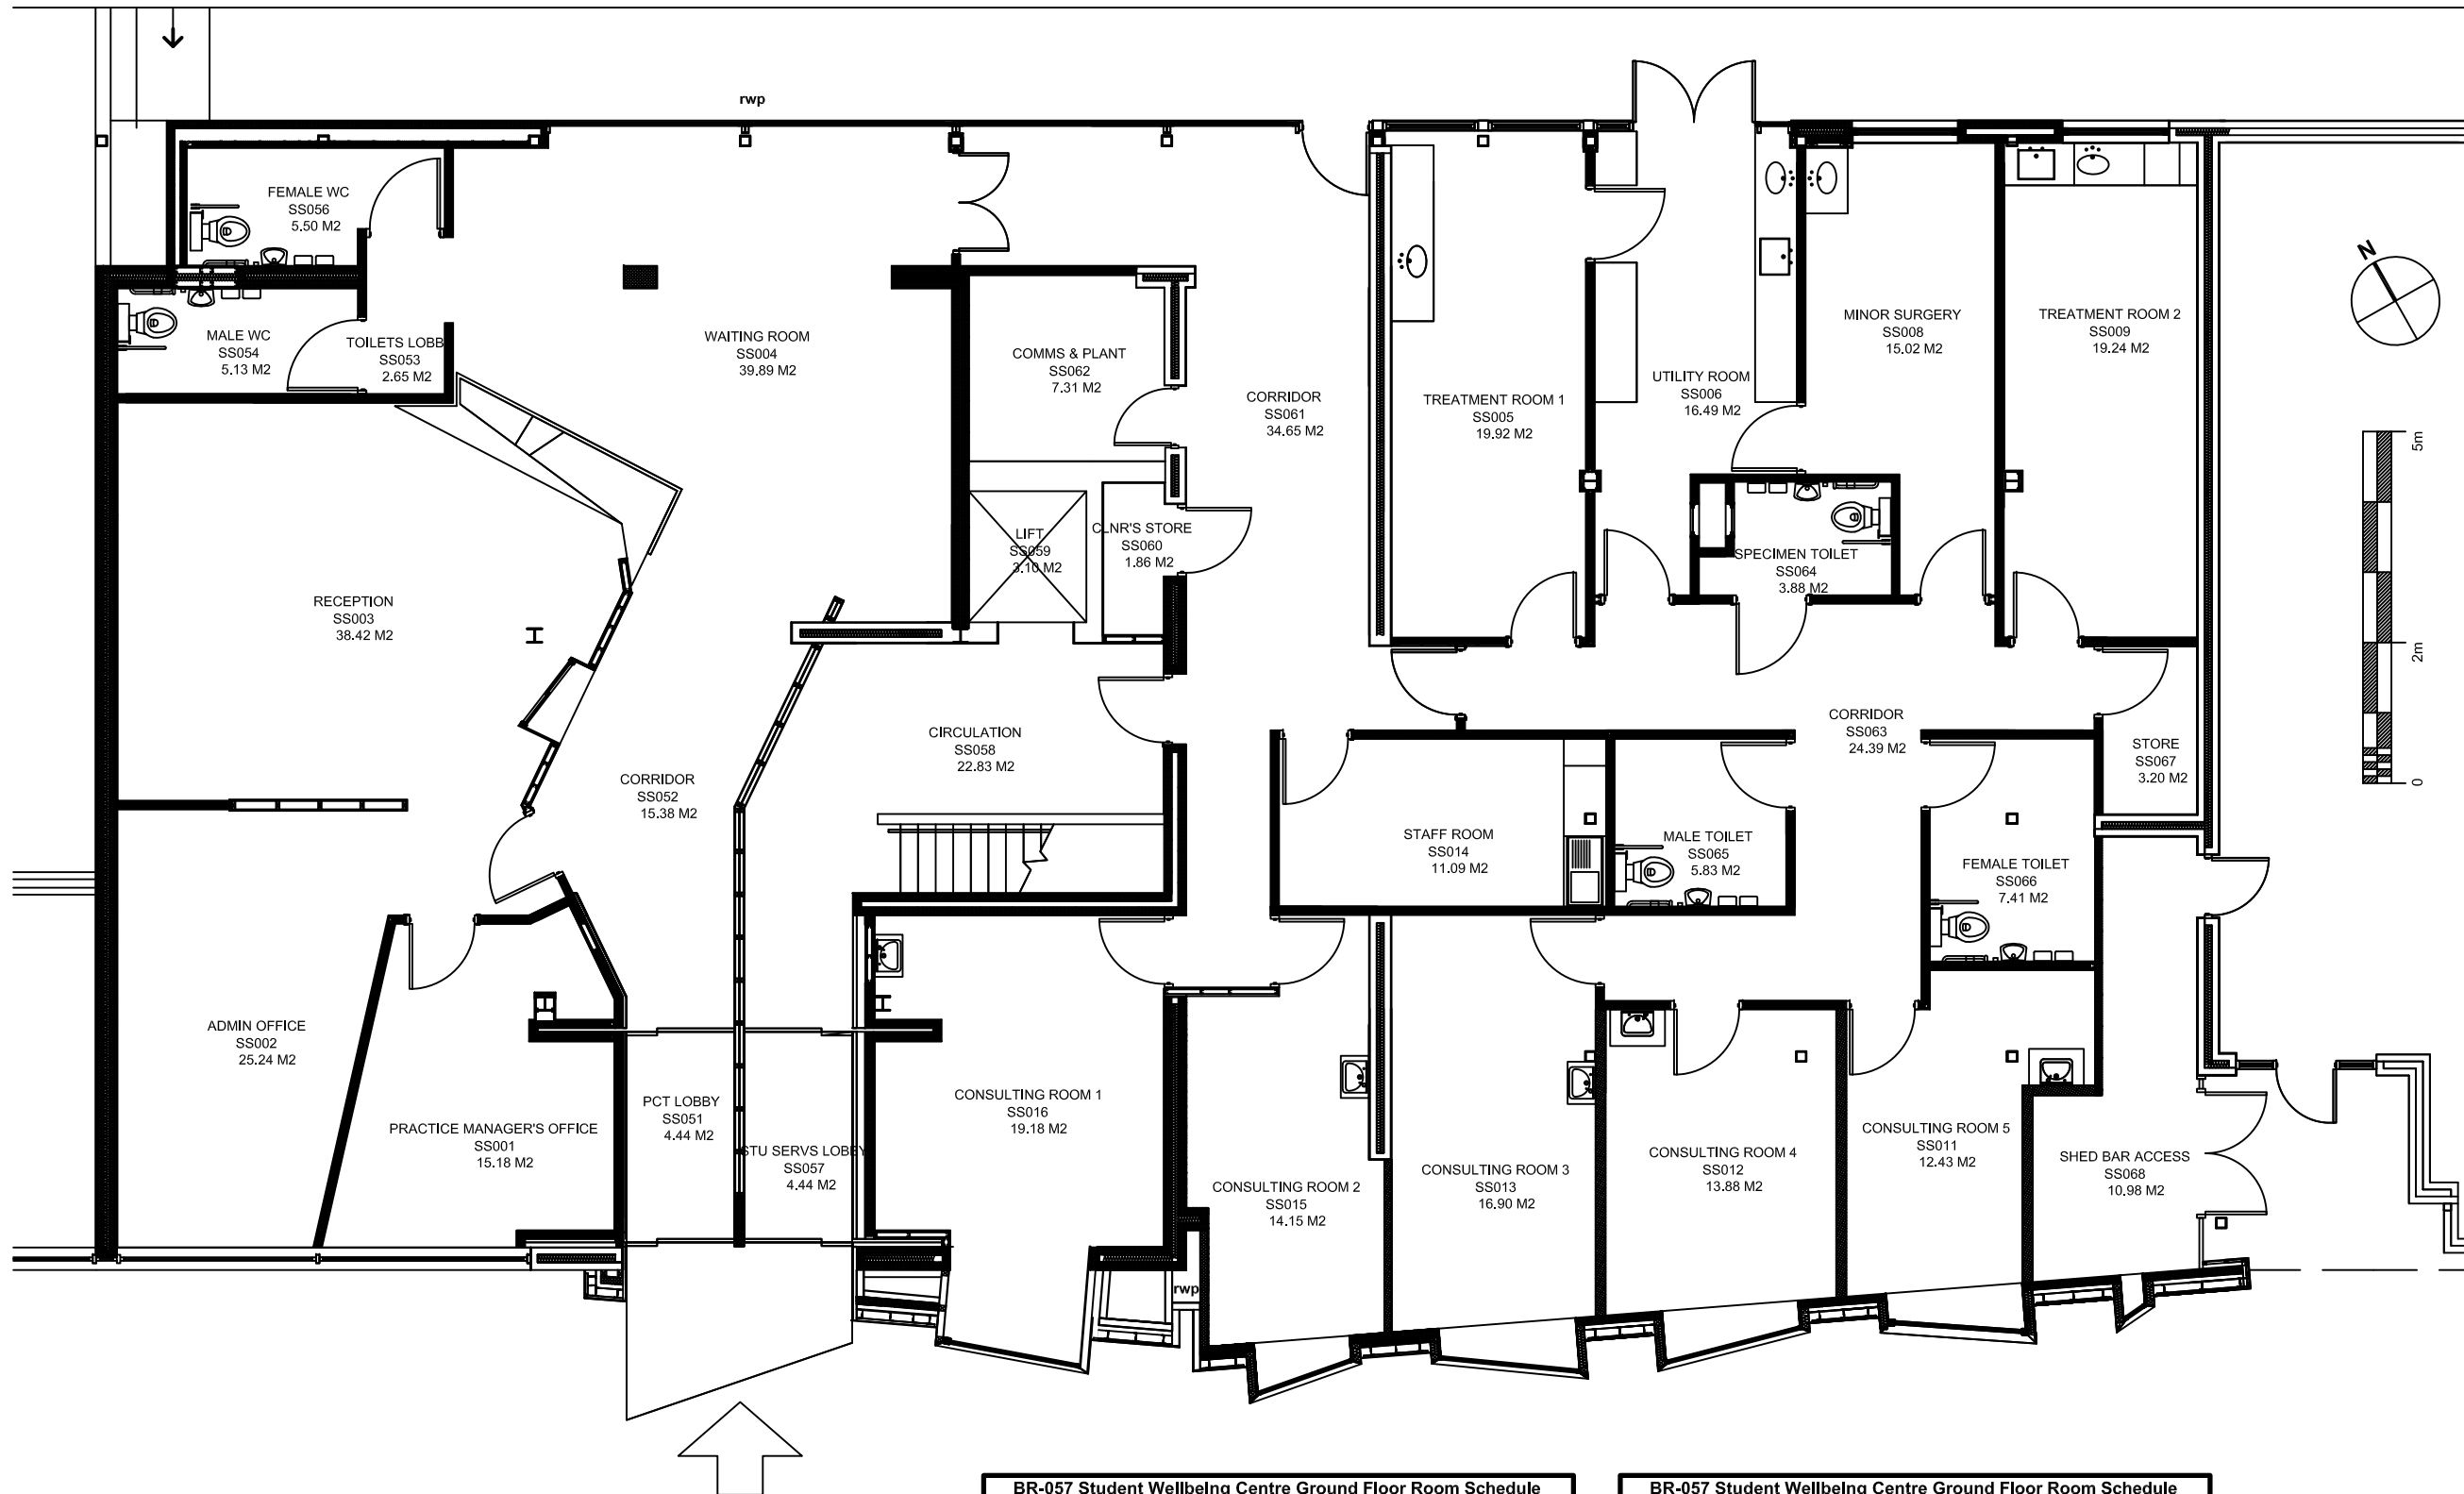 rwp
FEMALE WC
SS056
5.50 M2
MALE WC
SS054
5.13 M2
TOILETS LOBB
SS053
2.65 M2
WAITING ROOM
SS004
39.89 M2
COMMS & PLANT
SS062
7.31 M2
CORRIDOR
SS061
34.65 M2
TREATMENT ROOM 1
SS005
19.92 M2
UTILITY ROOM
SS006
16.49 M2
MINOR SURGERY
SS008
15.02 M2
TREATMENT ROOM 2
SS009
19.24 M2
N
5m
2m
0
LIFT
SS059
3.10 M2
CLNR'S STORE
SS060
1.86 M2
SPECIMEN TOILET
SS064
3.88 M2
RECEPTION
SS003
38.42 M2
CIRCULATION
SS058
22.83 M2
CORRIDOR
SS052
15.38 M2
CORRIDOR
SS063
24.39 M2
STORE
SS067
3.20 M2
STAFF ROOM
SS014
11.09 M2
MALE TOILET
SS065
5.83 M2
FEMALE TOILET
SS066
7.41 M2
ADMIN OFFICE
SS002
25.24 M2
PRACTICE MANAGER'S OFFICE
SS001
15.18 M2
PCT LOBBY
SS051
4.44 M2
STU SERVS LOBBY
SS057
4.44 M2
CONSULTING ROOM 1
SS016
19.18 M2
CONSULTING ROOM 2
SS015
14.15 M2
CONSULTING ROOM 3
SS013
16.90 M2
CONSULTING ROOM 4
SS012
13.88 M2
CONSULTING ROOM 5
SS011
12.43 M2
SHED BAR ACCESS
SS068
10.98 M2
rwp
BR-057 Student Wellbeing Centre Ground Floor Room Schedule
BR-057 Student Wellbeing Centre Ground Floor Room Schedule